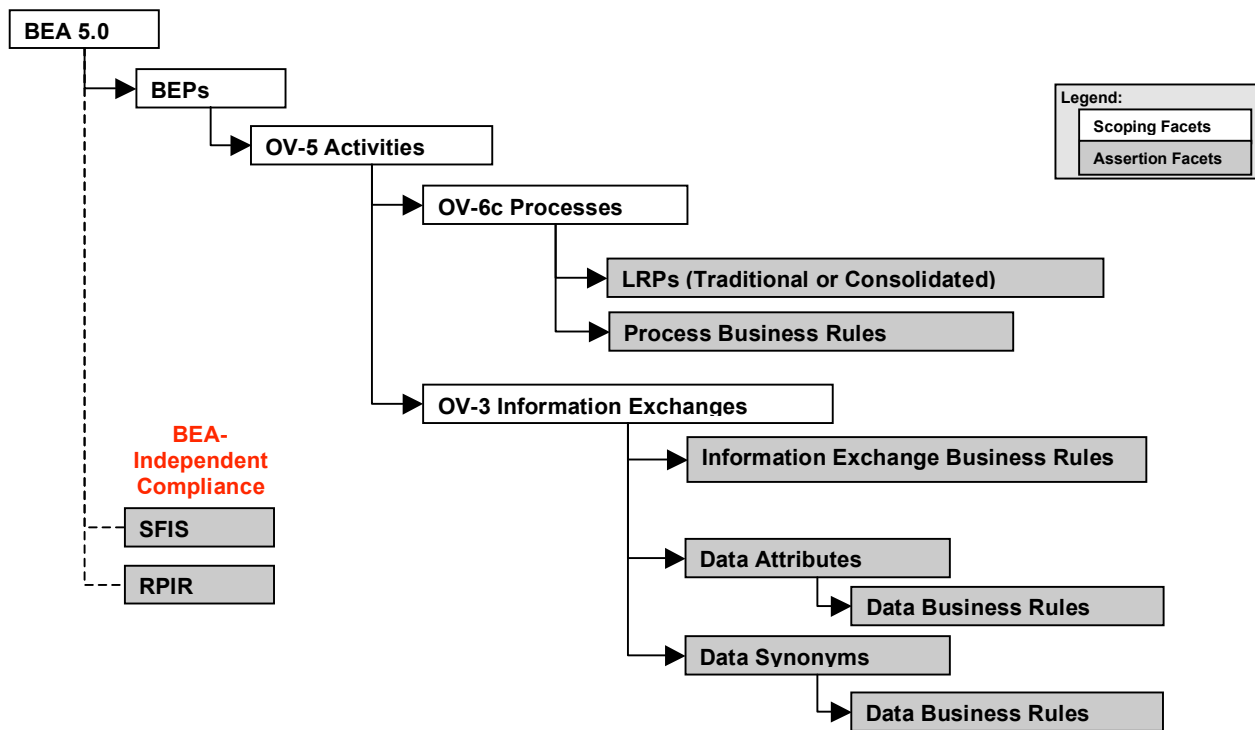 BEA 5.0
BEPs
Legend:
Scoping Facets
Assertion Facets
OV-5 Activities
OV-6c Processes
LRPs (Traditional or Consolidated)
Process Business Rules
OV-3 Information Exchanges
BEA-
Independent
Compliance
Information Exchange Business Rules
SFIS
Data Attributes
RPIR
Data Business Rules
Data Synonyms
Data Business Rules